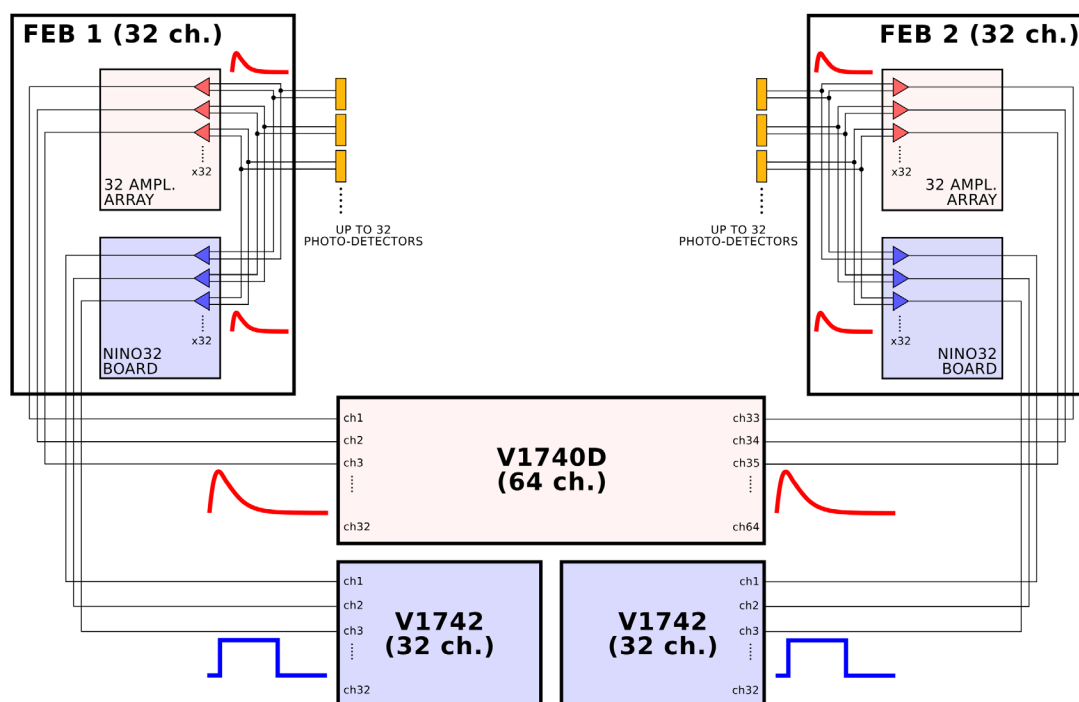 FEB 1 (32 ch.)
x32
32 AMPL.
ARRAY
x32
NINO32
BOARD
UP TO 32
PHOTO-DETECTORS
FEB 2 (32 ch.)
x32
32 AMPL.
ARRAY
x32
NINO32
BOARD
UP TO 32
PHOTO-DETECTORS
ch1
ch2
ch3
ch32
V1740D
(64 ch.)
ch33
ch34
ch35
ch64
ch1
ch2
ch3
ch32
V1742
(32 ch.)
V1742
(32 ch.)
ch1
ch2
ch3
ch32